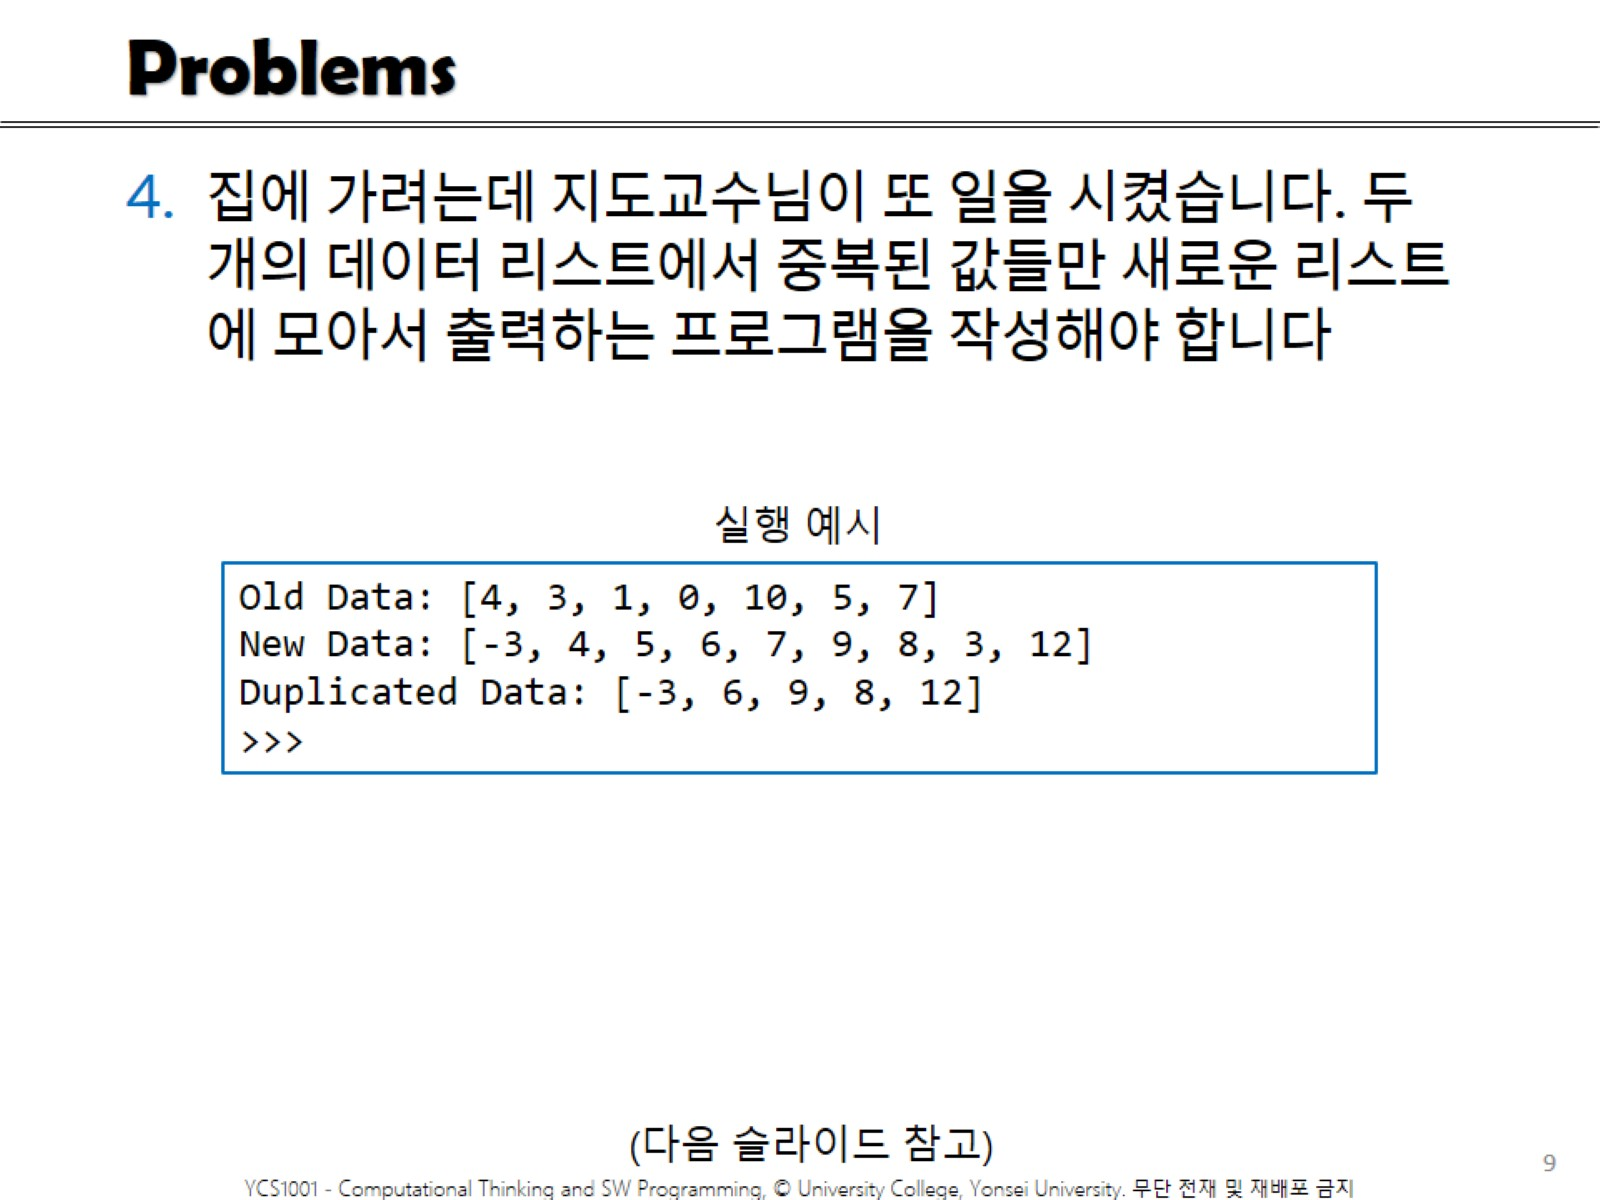 Problems
4. 집에 가려는데 지도교수님이 또 일을 시켰습니다. 두
개의 데이터 리스트에서 중복된 값들만 새로운 리스트
에 모아서 출력하는 프로그램을 작성해야 합니다
실행 예시
Old Data: [4, 3, 1, 0, 10, 5, 7]
New Data: [-3, 4, 5, 6, 7, 9, 8, 3, 12]
Duplicated Data: [-3, 6, 9, 8, 12]
>>>
(다음 슬라이드 참고)
9
YCS1001 - Computational Thinking and SW Programming, © University College, Yonsei University. 무단 전재 및 재배포 금지